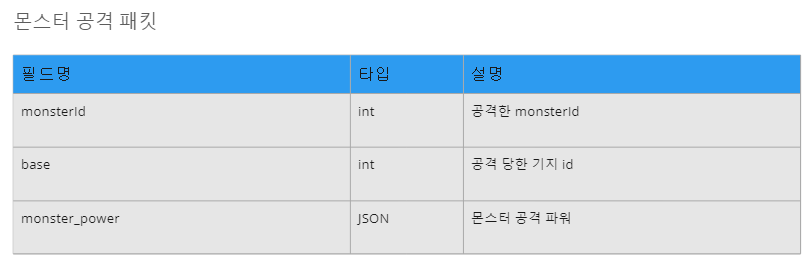 몬스터 공격 패킷
필드명 타입 설명
monsterId int 공격한 monsterId
base int 공격 당한 기지 id
monster_power JSON 몬스터 공격 파워